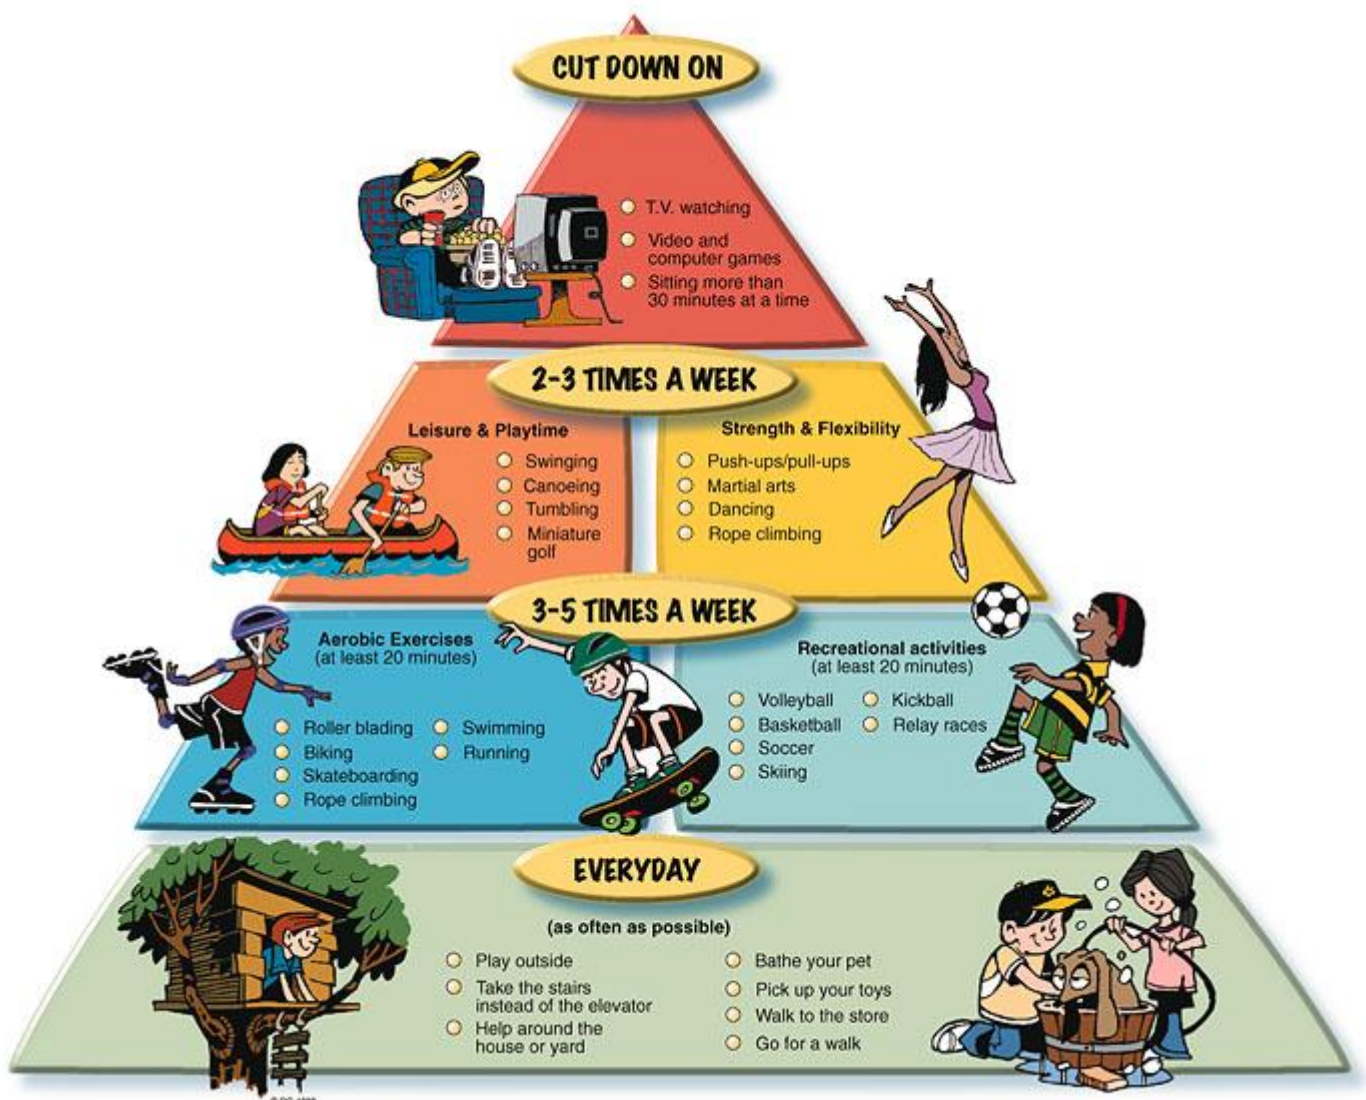 CUT DOWN ON
T.V. watching
Video and
computer games
Sitting more than
30 minutes at a time
2-3 TIMES A WEEK
Leisure & Playtime
Swinging
Canoeing
Tumbling
Miniature
golf
Strength & Flexibility
Push-ups/pull-ups
Martial arts
Dancing
Rope climbing
3-5 TIMES A WEEK
Aerobic Exercises
(at least 20 minutes)
Roller blading
Biking
Skateboarding
Rope climbing
Swimming
Running
Recreational activities
(at least 20 minutes)
Volleyball
Basketball
Soccer
Skiing
Kickball
Relay races
EVERYDAY
(as often as possible)
Play outside
Take the stairs
instead of the elevator
Help around the
house or yard
Bathe your pet
Pick up your toys
Walk to the store
Go for a walk